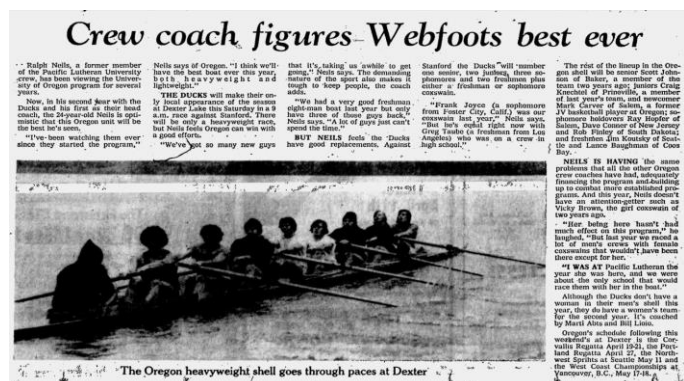 Crew coach figures Webfoots best ever
Ralph Neils, a former member
of the Pacific Lutheran University
crew, has been viewing the Univer-
sity of Oregon program for several
years.
Now, in his second year with the
Ducks and his first as their head
coach, the 24-year-old Neils is opti-
mistic that this Oregon unit will be
the best he's seen.
"I've been watching them ever
since they started the program,"
Neils says of Oregon. "I think we'll
have the best boat ever this year,
both heavyweight and
lightweight."
THE DUCKS will make their on-
ly local appearance of the season
at Dexter Lake this Saturday in a 9
a.m. race against Stanford. There
will be only a heavyweight race,
but Neils feels Oregon can win with
a good effort.
"We've got so many new guys
that it's taking us awhile to get
going," Neils says. The demanding
nature of the sport also makes it
tough to keep people, the coach
adds.
"We had a very good freshman
eight-man boat last year but only
have three of those guys back,"
Neils says. "A lot of guys just can't
spend the time."
BUT NEILS feels the Ducks
have good replacements. Against
Stanford the Ducks will number
one senior, two juniors, three so-
phomores and two freshmen plus
either a freshman or sophomore
coxswain.
"Frank Joyce (a sophomore
from Foster City, Calif.) was our
coxswain last year," Neils says.
"But he's equal right now with
Greg Taube (a freshman from Los
Angeles) who was on a crew in
high school."
The rest of the lineup in the Ore-
gon shell will be senior Scott John-
son of Baker, a member of the
team two years ago; juniors Craig
Knechtel of Prineville, a member of
last year's team, and newcomer
Mark Carver of Salem, a former
JV basketball player at Oregon; so-
phomore holdovers Ray Hopfer of
Salem, Dave Conner of New Jersey
and Rob Finley of South Dakota;
and freshmen Jim Koutsky of Seat-
tle and Lance Baughman of Coos
Bay.
NEILS IS HAVING the same
problems that all the other Oregon
crew coaches have had, adequately
financing the program and building
up to combat more established pro-
grams. And this year, Neils doesn't
have an attention-getter such as
Vicky Brown, the girl coxswain of
two years ago.
"Her being here hasn't had
much effect on this program," he
laughed. "But last year we raced a
lot of men's crews with female
coxswains that wouldn't have been
there except for her.
"I WAS AT Pacific Lutheran the
year she was here, and we were
about the only school that would
race them with her in the boat."
Although the Ducks don't have a
woman in their men's shell this
year, they do have a women's team
for the second year. It's coached
by Marti Abts and Bill Linio.
Oregon's schedule following this
weekend's at Dexter is the Cor-
vallis Regatta April 19-21, the Port-
land Regatta April 27, the North-
west Sprints at Seattle May 11 and
the West Coast Championships at
Vancouver, B.C., May 17-18.
The Oregon heavyweight shell goes through paces at Dexter